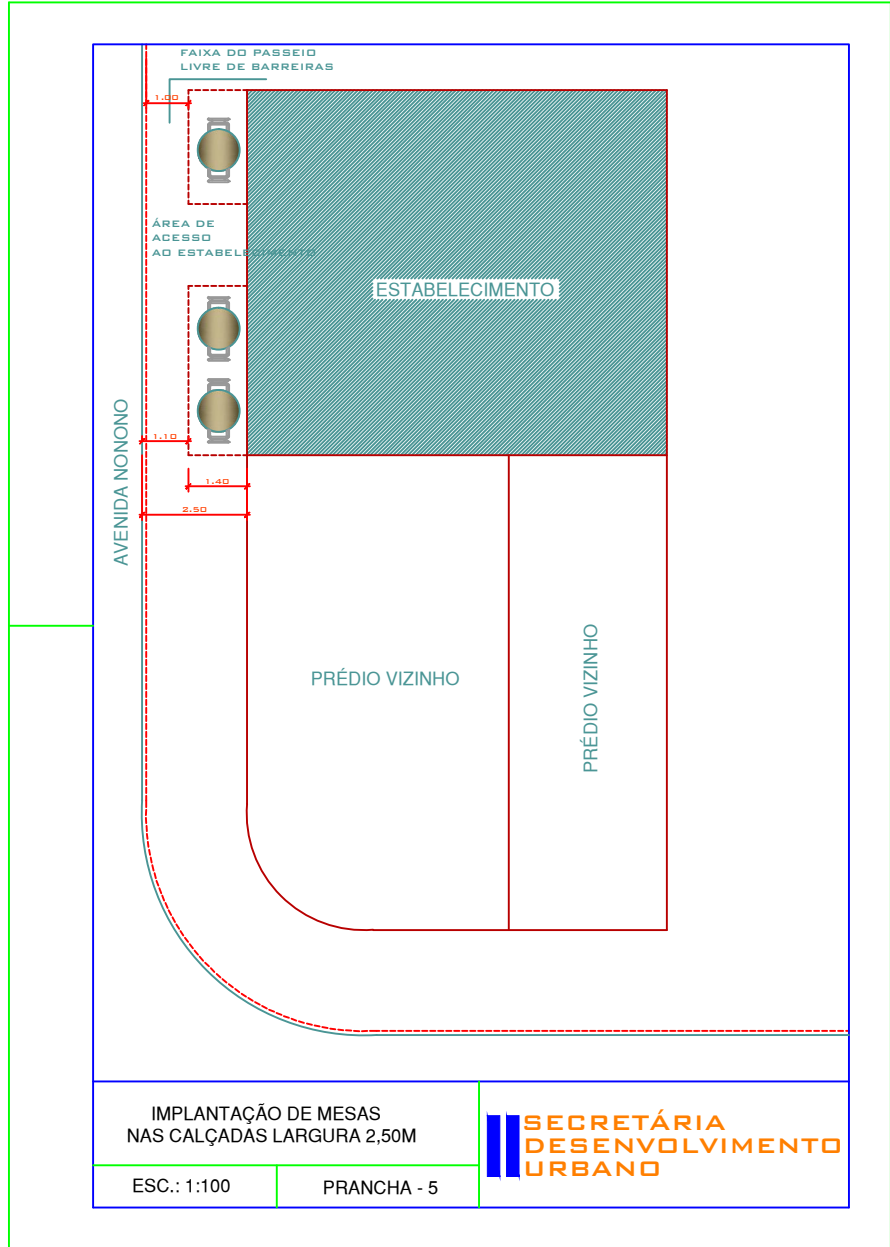 FAIXA DO PASSEIO
LIVRE DE BARREIRAS
1.00
ÁREA DE
ACESSO
AO ESTABELECIMENTO
ESTABELECIMENTO
AVENIDA NONONO
1.10
1.40
2.50
PRÉDIO VIZINHO
PRÉDIO VIZINHO
IMPLANTAÇÃO DE MESAS
NAS CALÇADAS LARGURA 2,50M
ESC.: 1:100
PRANCHA - 5
SECRETÁRIA
DESENVOLVIMENTO
URBANO